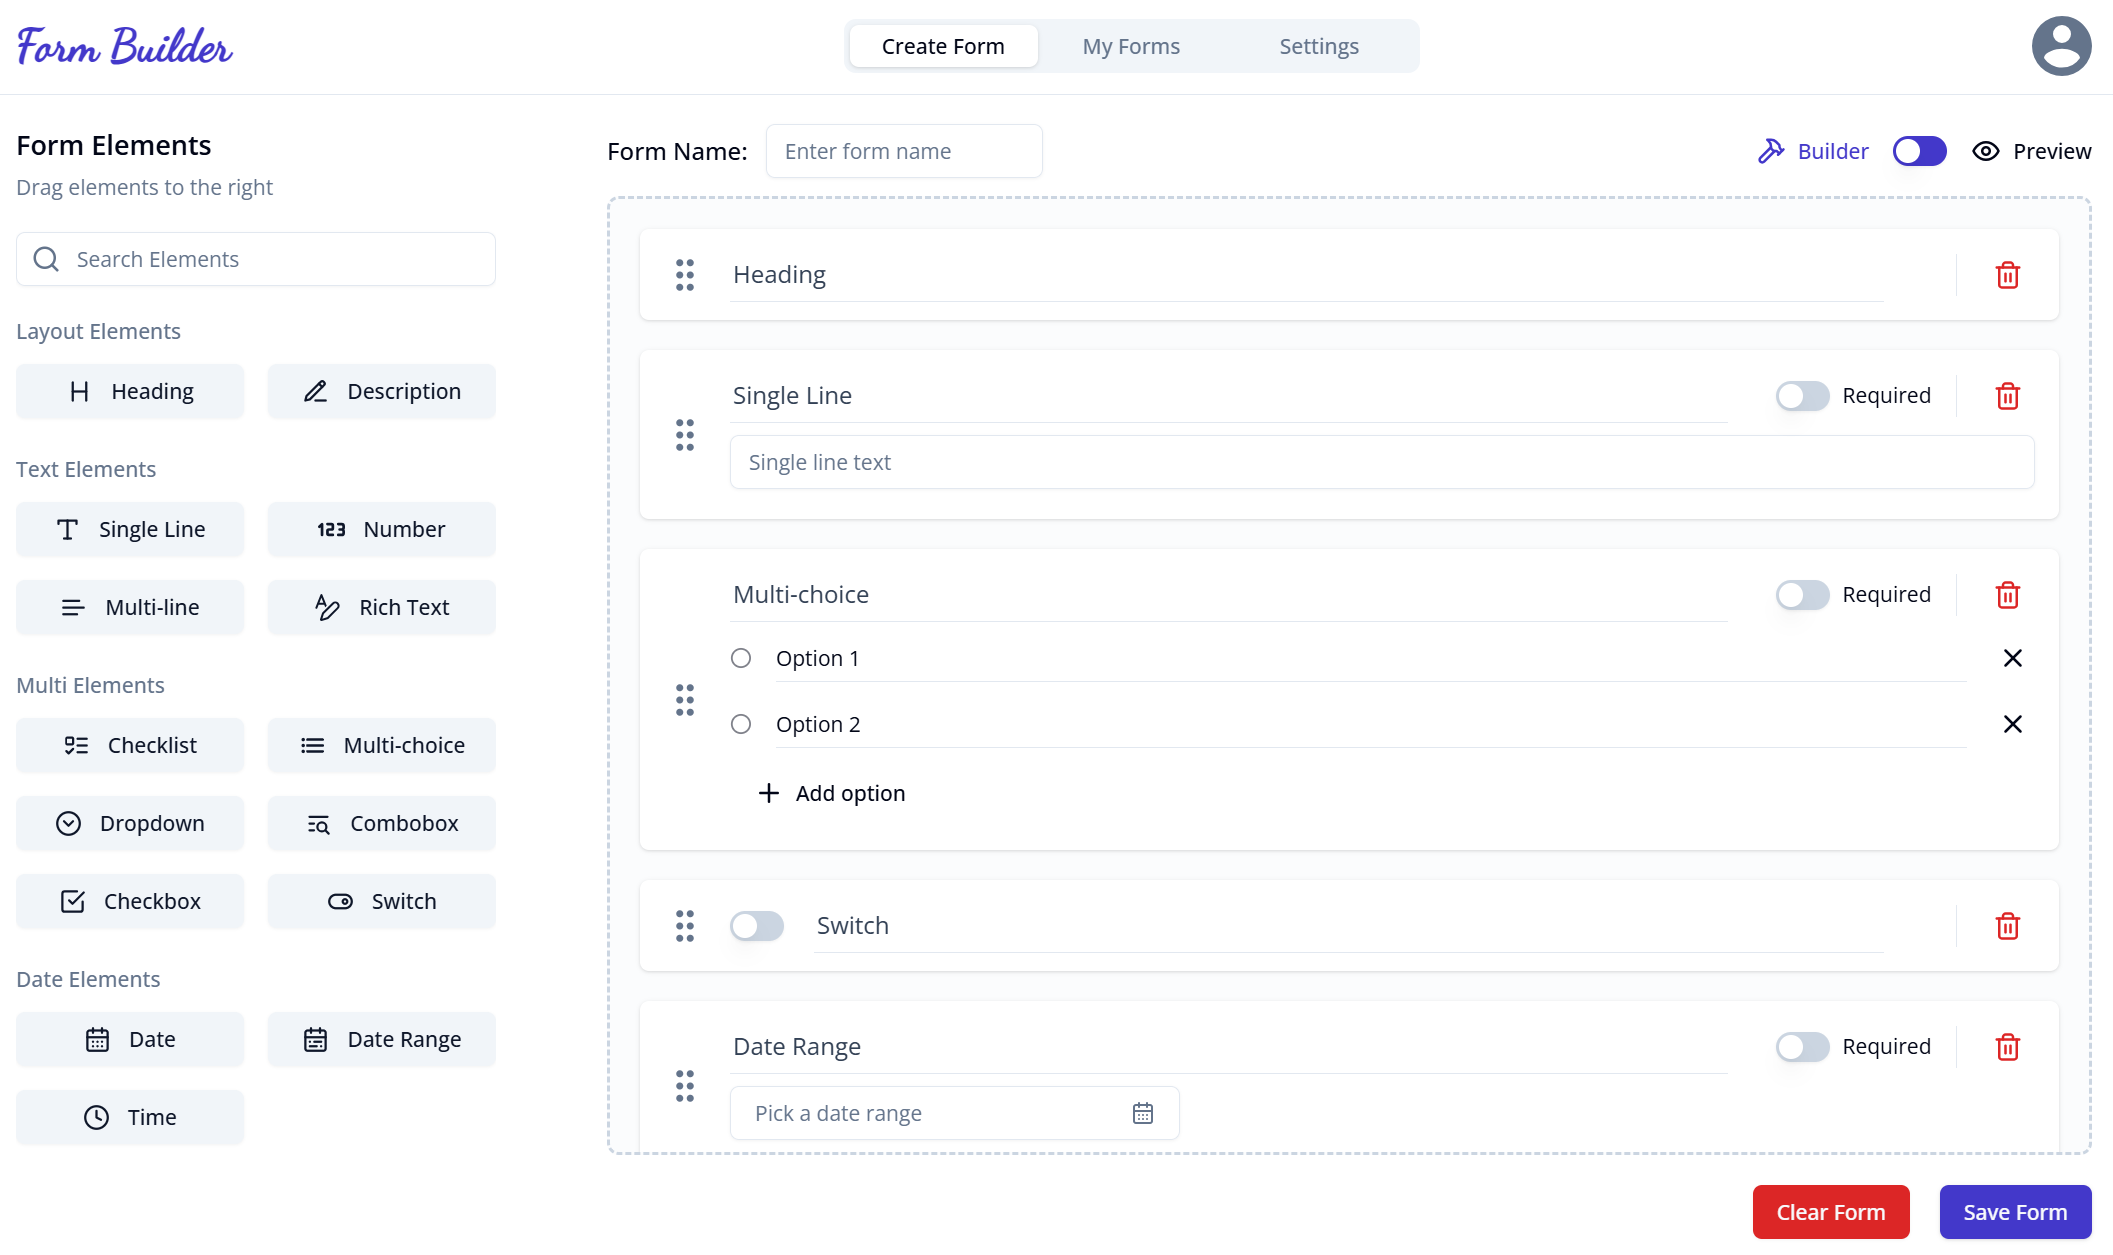 Form Builder
Create Form
My Forms
Settings
Form Elements
Drag elements to the right
Search Elements
Layout Elements
Heading
Description
Text Elements
Single Line
123 Number
Multi-line
Rich Text
Multi Elements
Checklist
Multi-choice
Dropdown
Combobox
Checkbox
Switch
Date Elements
Date
Date Range
Time
Form Name:
Enter form name
Builder
Preview
Heading
Single Line
Required
Single line text
Multi-choice
Required
Option 1
Option 2
Add option
Switch
Date Range
Required
Pick a date range
Clear Form
Save Form